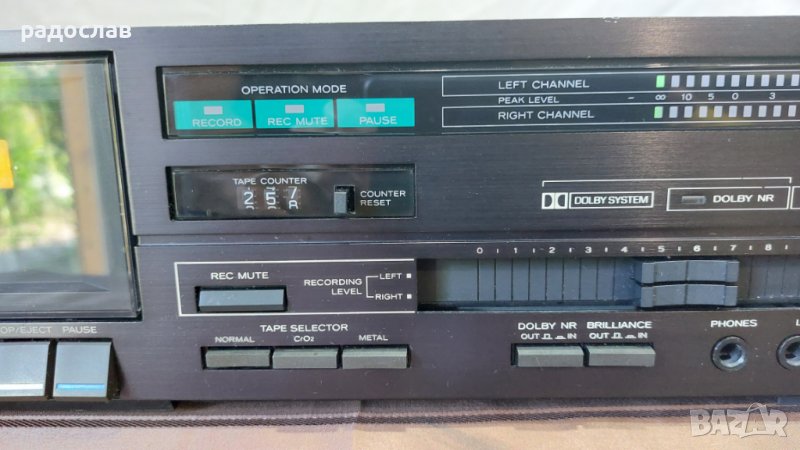 радослав
OPERATION MODE
RECORD REC MUTE PAUSE
LEFT CHANNEL
PEAK LEVEL - ∞ 10 5 0 3
RIGHT CHANNEL
TAPE COUNTER
2 5 7
COUNTER RESET
DOLBY SYSTEM
DOLBY NR
0 1 2 3 4 5 6 7 8
REC MUTE
RECORDING LEVEL
LEFT
RIGHT
TAPE SELECTOR
NORMAL CrO2 METAL
DOLBY NR
OUT IN
BRILLIANCE
OUT IN
PHONES
L
OP/EJECT PAUSE
BAZAR